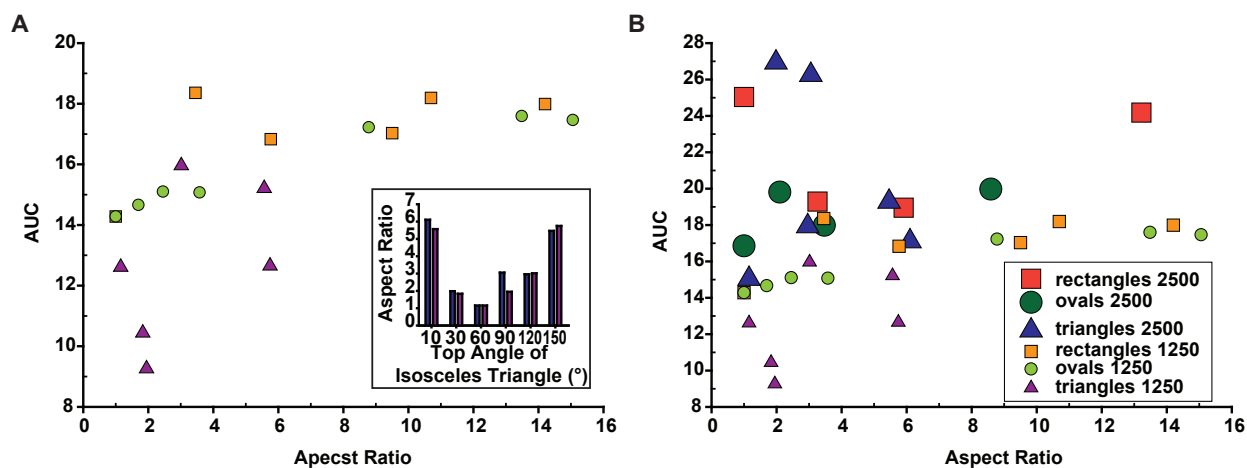 A
20
18
16
14
12
10
8
AUC
0 2 4 6 8 10 12 14 16
Apecst Ratio
7
6
5
4
3
2
1
0
Aspect Ratio
10 30 60 90 120 150
Top Angle of
Isosceles Triangle (°)
B
28
26
24
22
20
18
16
14
12
10
8
AUC
0 2 4 6 8 10 12 14 16
Aspect Ratio
rectangles 2500
ovals 2500
triangles 2500
rectangles 1250
ovals 1250
triangles 1250